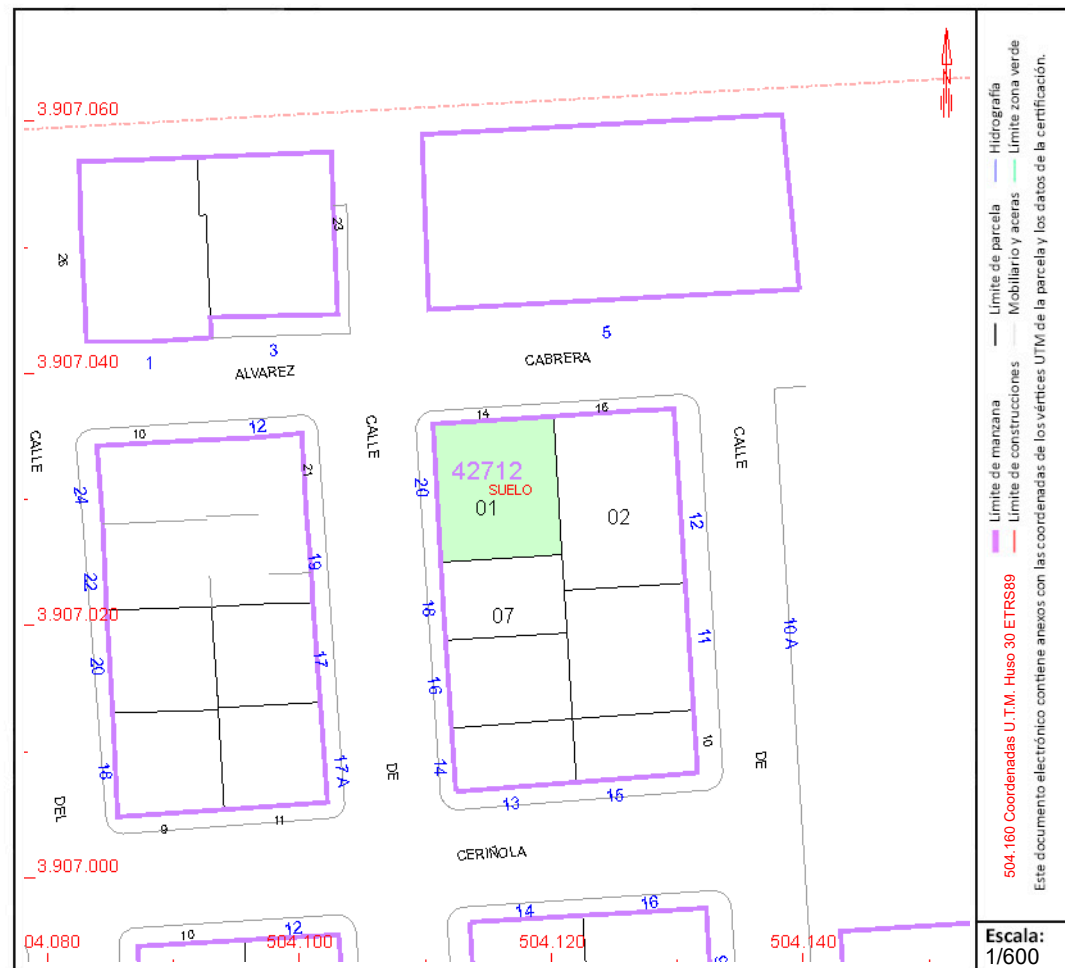 3.907.060
N
23
26
5
3
1
3.907.040
ALVAREZ
CABRERA
CALLE
10
12
21
CALLE
14
16
CALLE
42712
SUELO
01
02
24
20
12
19
22
3.907.020
07
18
11
10 A
20
17
16
18
17 A
DE
14
10
DE
DEL
9
11
13
15
CERIÑOLA
3.907.000
10
12
14
16
04.080
504.100
504.120
504.140
Límite de manzana
Límite de parcela
Hidrografía
504.160 Coordenadas U.T.M. Huso 30 ETRS89
Límite de construcciones
Mobiliario y aceras
Límite zona verde
Este documento electrónico contiene anexos con las coordenadas de los vértices UTM de la parcela y los datos de la certificación.
Escala:
1/600